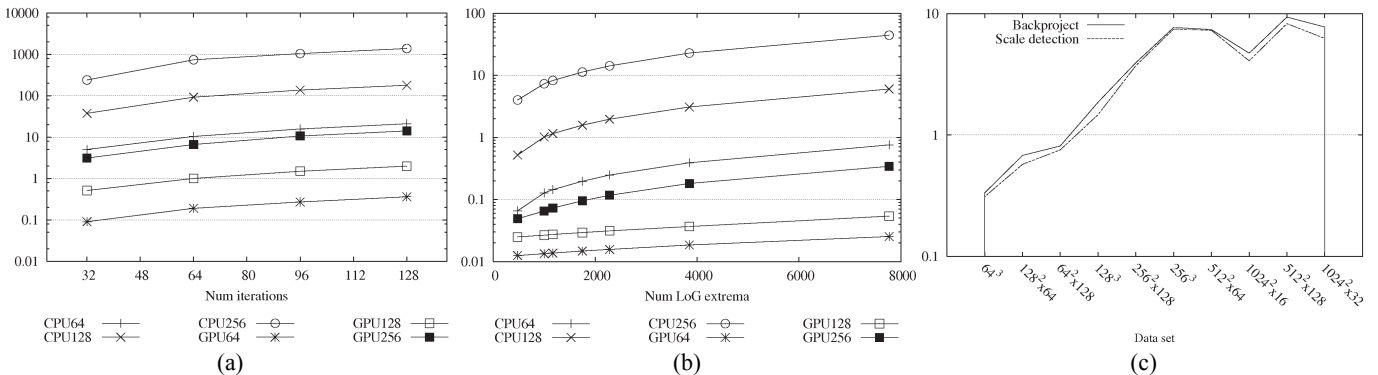 10000
1000
100
10
1
0.1
0.01
32 48 64 80 96 112 128
Num iterations
CPU64 CPU256 GPU128
CPU128 GPU64 GPU256
(a)
100
10
1
0.1
0.01
0 2000 4000 6000 8000
Num LoG extrema
CPU64 CPU256 GPU128
CPU128 GPU64 GPU256
(b)
10
Backproject
Scale detection
1
0.1
64³
128²x64
64²x128
128³
256²x128
256³
512²x64
1024²x16
512²x128
1024²x32
Data set
(c)